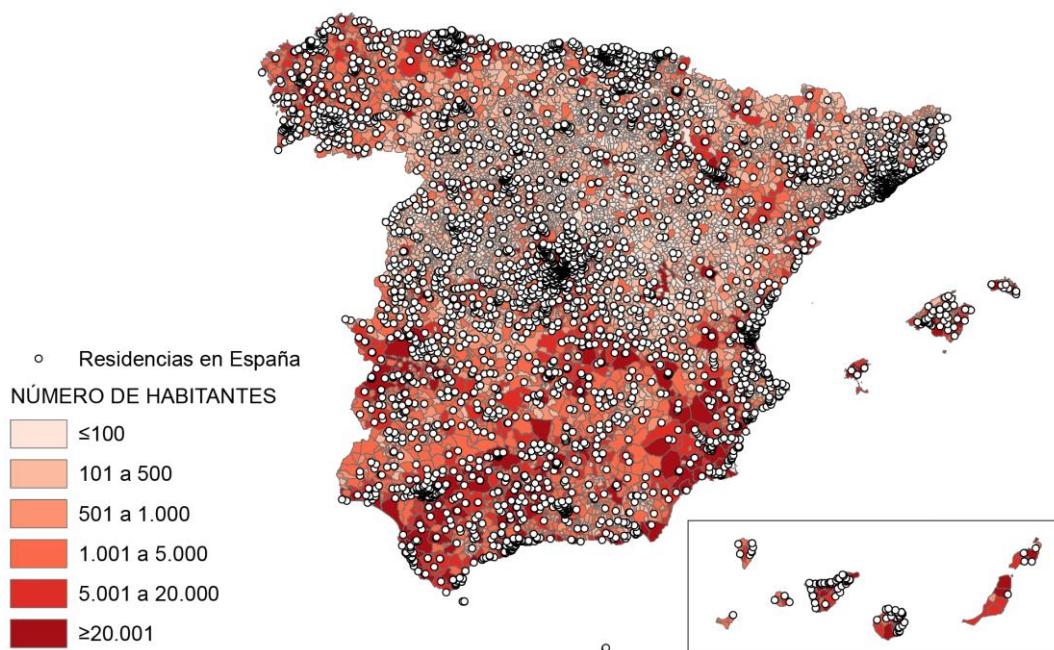 Residencias en España
NÚMERO DE HABITANTES
≤100
101 a 500
501 a 1.000
1.001 a 5.000
5.001 a 20.000
≥20.001